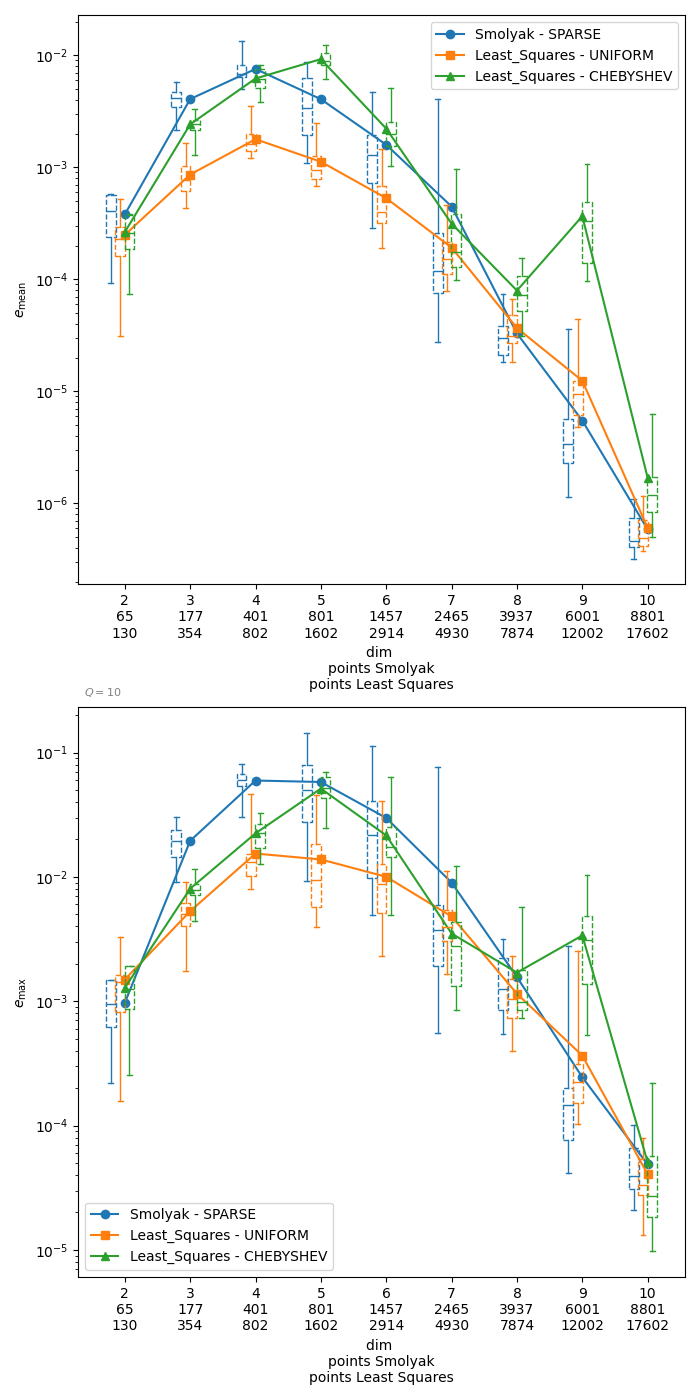 10⁻²
10⁻³
10⁻⁴
10⁻⁵
10⁻⁶
e_mean
Smolyak - SPARSE
Least_Squares - UNIFORM
Least_Squares - CHEBYSHEV
2 3 4 5 6 7 8 9 10
65 177 401 801 1457 2465 3937 6001 8801
130 354 802 1602 2914 4930 7874 12002 17602
dim
points Smolyak
points Least Squares
Q = 10
10⁻¹
10⁻²
10⁻³
10⁻⁴
10⁻⁵
e_max
Smolyak - SPARSE
Least_Squares - UNIFORM
Least_Squares - CHEBYSHEV
2 3 4 5 6 7 8 9 10
65 177 401 801 1457 2465 3937 6001 8801
130 354 802 1602 2914 4930 7874 12002 17602
dim
points Smolyak
points Least Squares